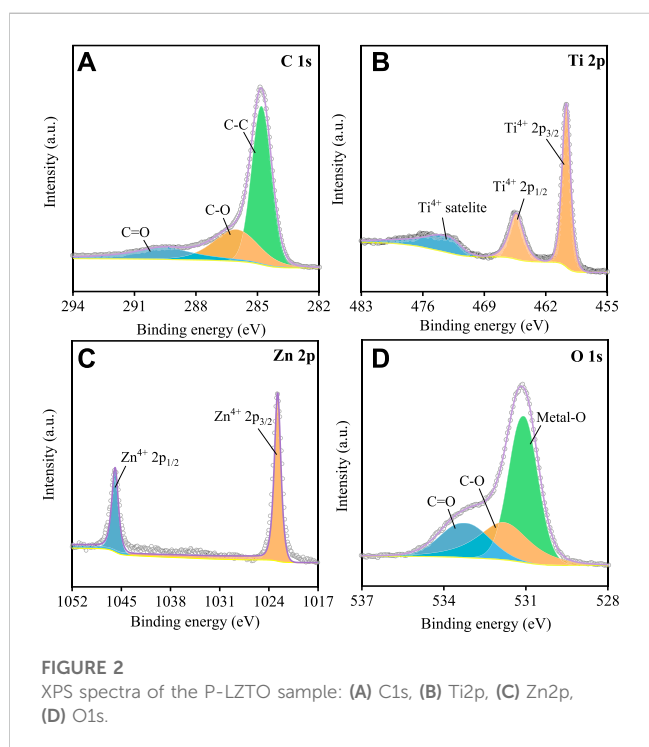 A
C 1s
C-C
C-O
C=O
Intensity (a.u.)
294 291 288 285 282
Binding energy (eV)
B
Ti 2p
Ti⁴⁺ 2p₃/₂
Ti⁴⁺ 2p₁/₂
Ti⁴⁺ satelite
Intensity (a.u.)
483 476 469 462 455
Binding energy (eV)
C
Zn 2p
Zn⁴⁺ 2p₃/₂
Zn⁴⁺ 2p₁/₂
Intensity (a.u.)
1052 1045 1038 1031 1024 1017
Binding energy (eV)
D
O 1s
Metal-O
C-O
C=O
Intensity (a.u.)
537 534 531 528
Binding energy (eV)
FIGURE 2
XPS spectra of the P-LZTO sample: (A) C1s, (B) Ti2p, (C) Zn2p,
(D) O1s.